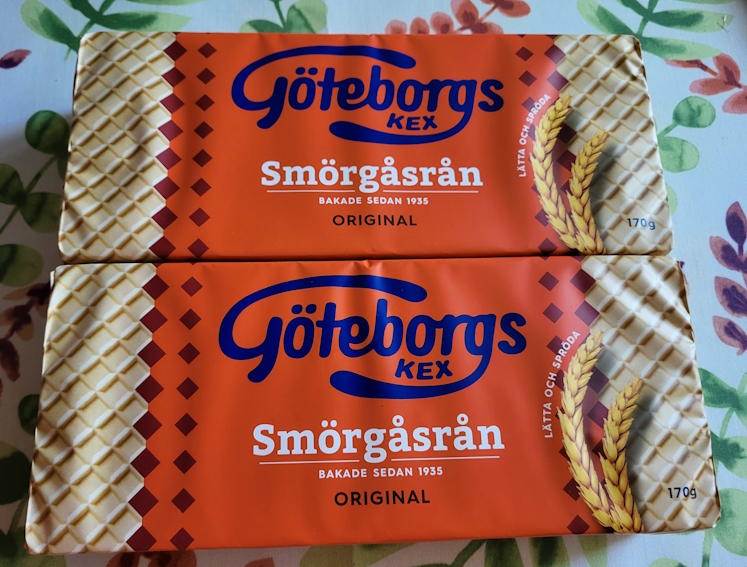 Göteborgs
KEX
Smörgåsrån
BAKADE SEDAN 1935
ORIGINAL
LÄTTA OCH SPRÖDA
170g
Göteborgs
KEX
Smörgåsrån
BAKADE SEDAN 1935
ORIGINAL
LÄTTA OCH SPRÖDA
170g